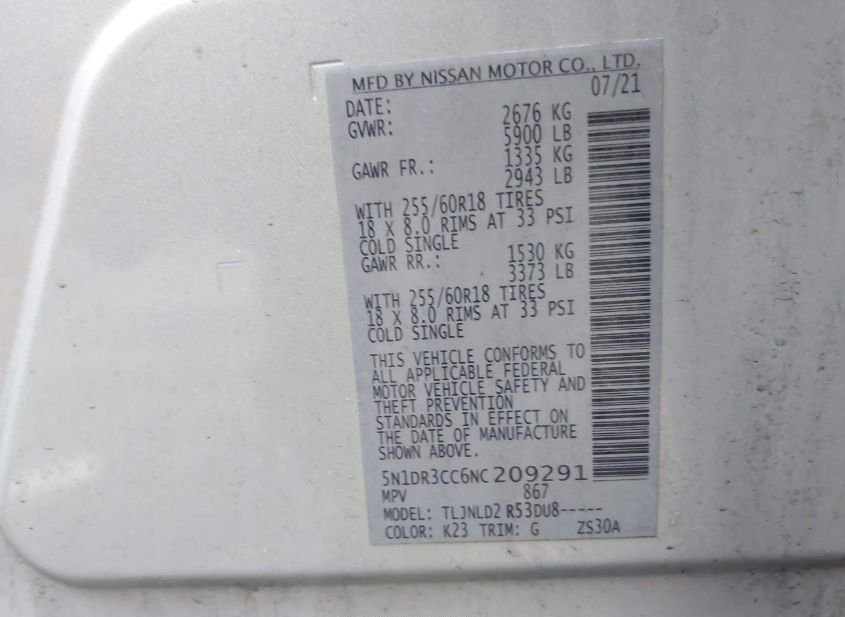 MFD BY NISSAN MOTOR CO., LTD.
DATE: 07/21
GVWR: 2676 KG
5900 LB
GAWR FR.: 1335 KG
2943 LB
WITH 255/60R18 TIRES
18 X 8.0 RIMS AT 33 PSI
COLD SINGLE
GAWR RR.: 1530 KG
3373 LB
WITH 255/60R18 TIRES
18 X 8.0 RIMS AT 33 PSI
COLD SINGLE
THIS VEHICLE CONFORMS TO
ALL APPLICABLE FEDERAL
MOTOR VEHICLE SAFETY AND
THEFT PREVENTION
STANDARDS IN EFFECT ON
THE DATE OF MANUFACTURE
SHOWN ABOVE.
5N1DR3CC6NC209291
MPV 867
MODEL: TLJNLD2 R53DU8-----
COLOR: K23 TRIM: G ZS30A